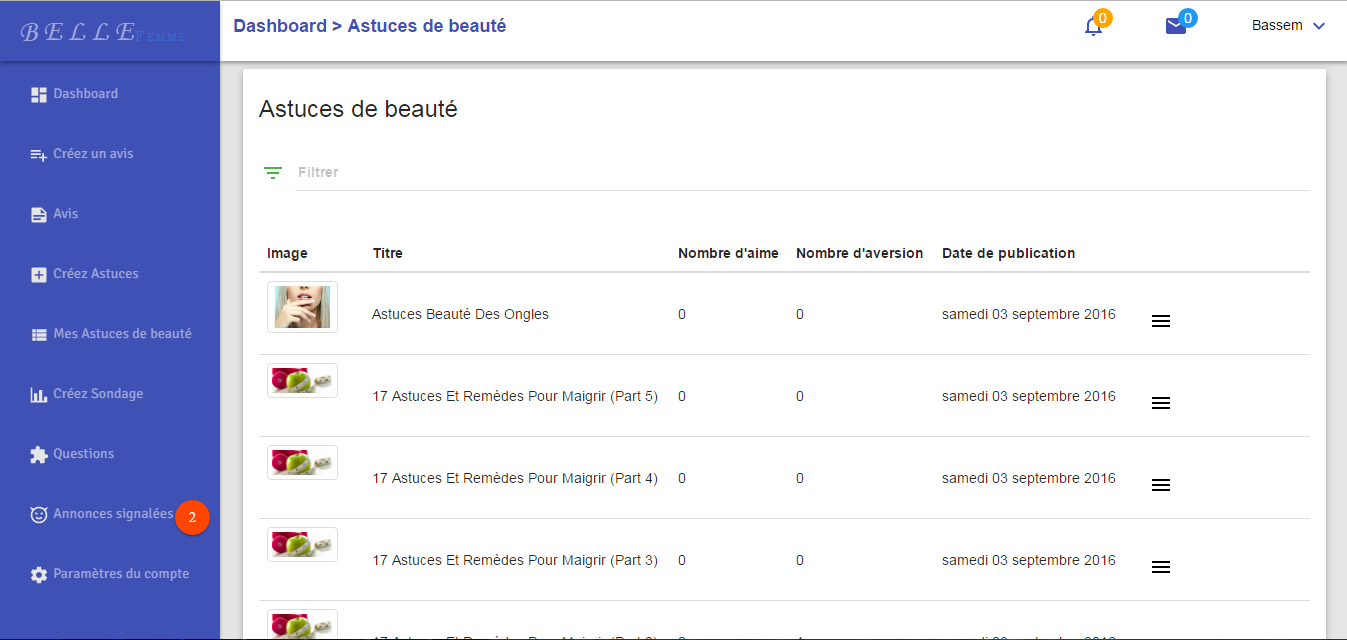 BELLE FEMME
Dashboard > Astuces de beauté
0
0
Bassem
Dashboard
Créez un avis
Avis
Créez Astuces
Mes Astuces de beauté
Créez Sondage
Questions
Annonces signalées 2
Paramètres du compte
Astuces de beauté
Filtrer
Image Titre Nombre d'aime Nombre d'aversion Date de publication
Astuces Beauté Des Ongles 0 0 samedi 03 septembre 2016
17 Astuces Et Remèdes Pour Maigrir (Part 5) 0 0 samedi 03 septembre 2016
17 Astuces Et Remèdes Pour Maigrir (Part 4) 0 0 samedi 03 septembre 2016
17 Astuces Et Remèdes Pour Maigrir (Part 3) 0 0 samedi 03 septembre 2016